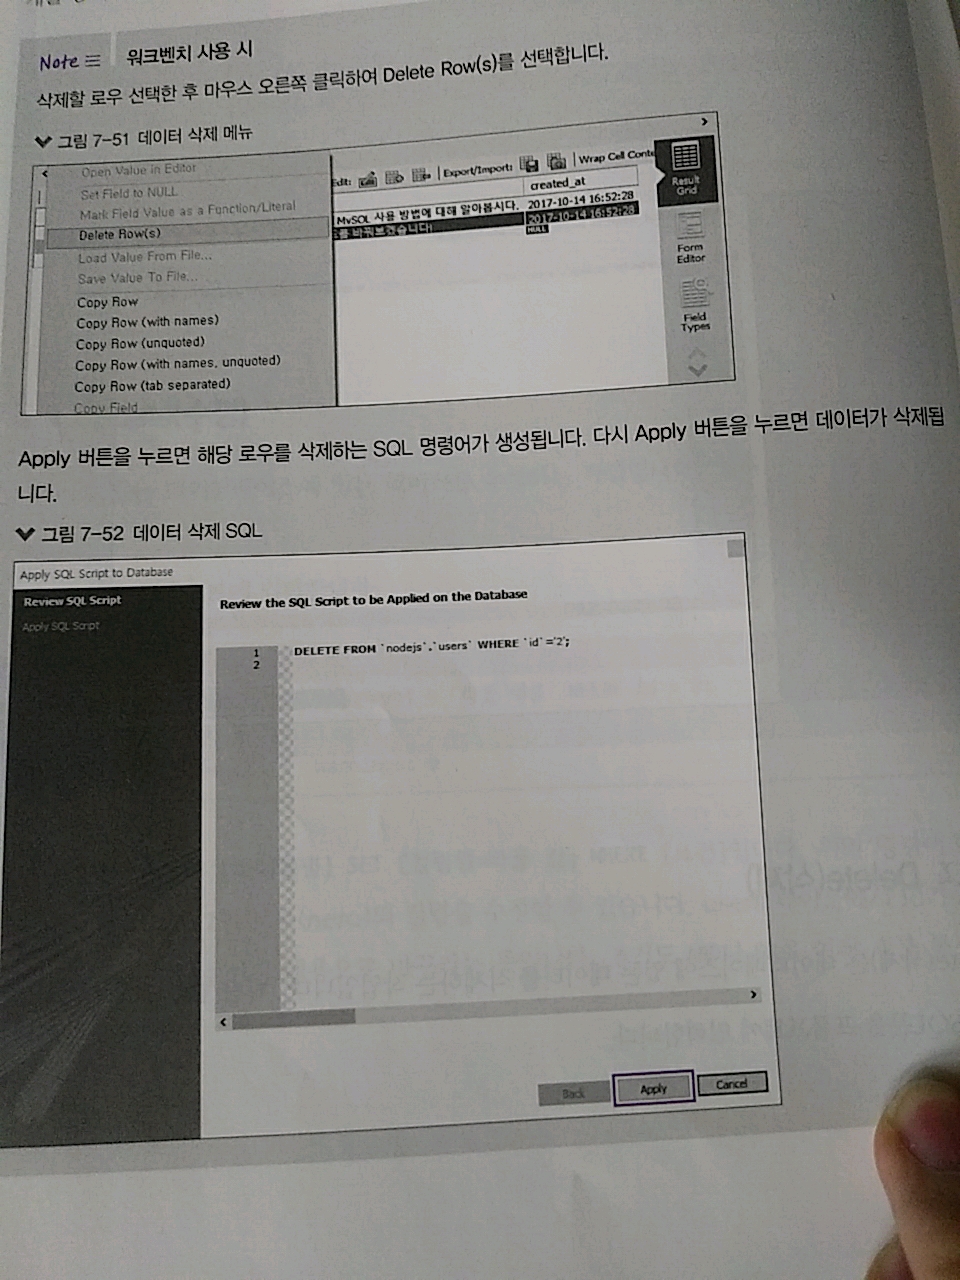 Note 워크벤치 사용 시
삭제할 로우 선택한 후 마우스 오른쪽 클릭하여 Delete Row(s)를 선택합니다.
그림 7-51 데이터 삭제 메뉴
Open Value in Editor
Set Field to NULL
Mark Field Value as a Function/Literal
Delete Row(s)
Load Value From File...
Save Value To File...
Copy Row
Copy Row (with names)
Copy Row (unquoted)
Copy Row (with names, unquoted)
Copy Row (tab separated)
Copy Field
Edit: Export/Import: Wrap Cell Conte
created_at
MySQL 사용 방법에 대해 알아봅시다. 2017-10-14 16:52:28
바꿔보겠습니다! 2017-10-14 16:52:28
NULL
Result
Grid
Form
Editor
Field
Types
Apply 버튼을 누르면 해당 로우를 삭제하는 SQL 명령어가 생성됩니다. 다시 Apply 버튼을 누르면 데이터가 삭제됩
니다.
그림 7-52 데이터 삭제 SQL
Apply SQL Script to Database
Review SQL Script
Apply SQL Script
Review the SQL Script to be Applied on the Database
1 DELETE FROM `nodejs`.`users` WHERE `id`='2';
2
Back Apply Cancel